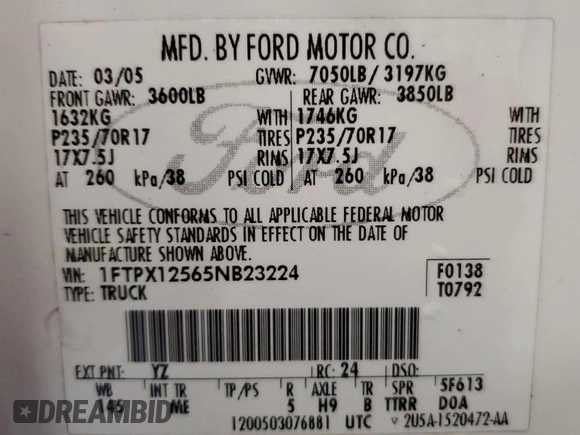 MFD. BY FORD MOTOR CO.
DATE: 03/05 GVWR: 7050LB/ 3197KG
FRONT GAWR: 3600LB REAR GAWR: 3850LB
1632KG WITH 1746KG WITH
P235/70R17 TIRES P235/70R17 TIRES
17X7.5J RIMS 17X7.5J RIMS
AT 260 kPa/38 PSI COLD AT 260 kPa/38 PSI COLD
Ford
THIS VEHICLE CONFORMS TO ALL APPLICABLE FEDERAL MOTOR
VEHICLE SAFETY STANDARDS IN EFFECT ON THE DATE OF
MANUFACTURE SHOWN ABOVE.
VIN: 1FTPX12565NB23224 F0138
TYPE: TRUCK T0792
EXT PNT: YZ RC: 24 DSO:
WB INT TR TP/PS R AXLE TR SPR 5F613
145 ME 5 H9 B TTRR DOA
1200503076881 UTC 2U5A-1520472-AA
DREAMBID